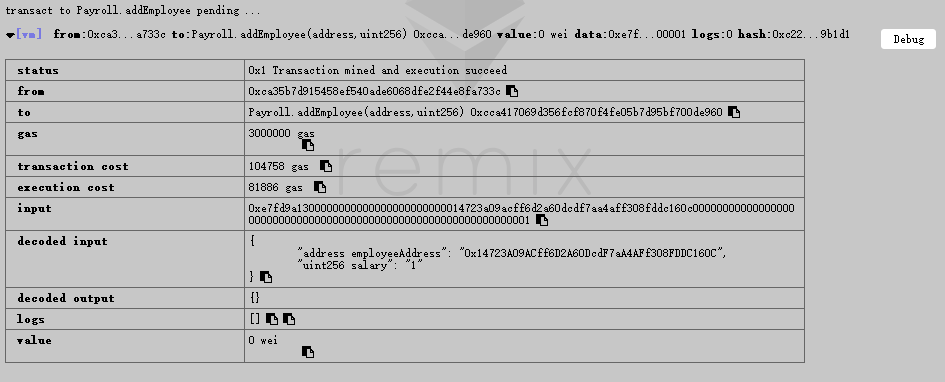 transact to Payroll.addEmployee pending ...
[vm] from:0xca3...a733c to:Payroll.addEmployee(address,uint256) 0xcca...de960 value:0 wei data:0xe7f...00001 logs:0 hash:0xc22...9b1d1
Debug
status 0x1 Transaction mined and execution succeed
from 0xca35b7d915458ef540ade6068dfe2f44e8fa733c
to Payroll.addEmployee(address,uint256) 0xcca417069d356fcf870f4fe05b7d95bf700de960
gas 3000000 gas
transaction cost 104758 gas
execution cost 81886 gas
remix
input 0xe7fd9a1300000000000000000000000014723a09acff6d2a60dcdf7aa4aff308fddc160c000000000000000
0000000000000000000000000000000000000000000000001
decoded input {
"address employeeAddress": "0x14723A09ACff6D2A60DcdF7aA4AFf308FDDC160C",
"uint256 salary": "1"
}
decoded output {}
logs []
value 0 wei